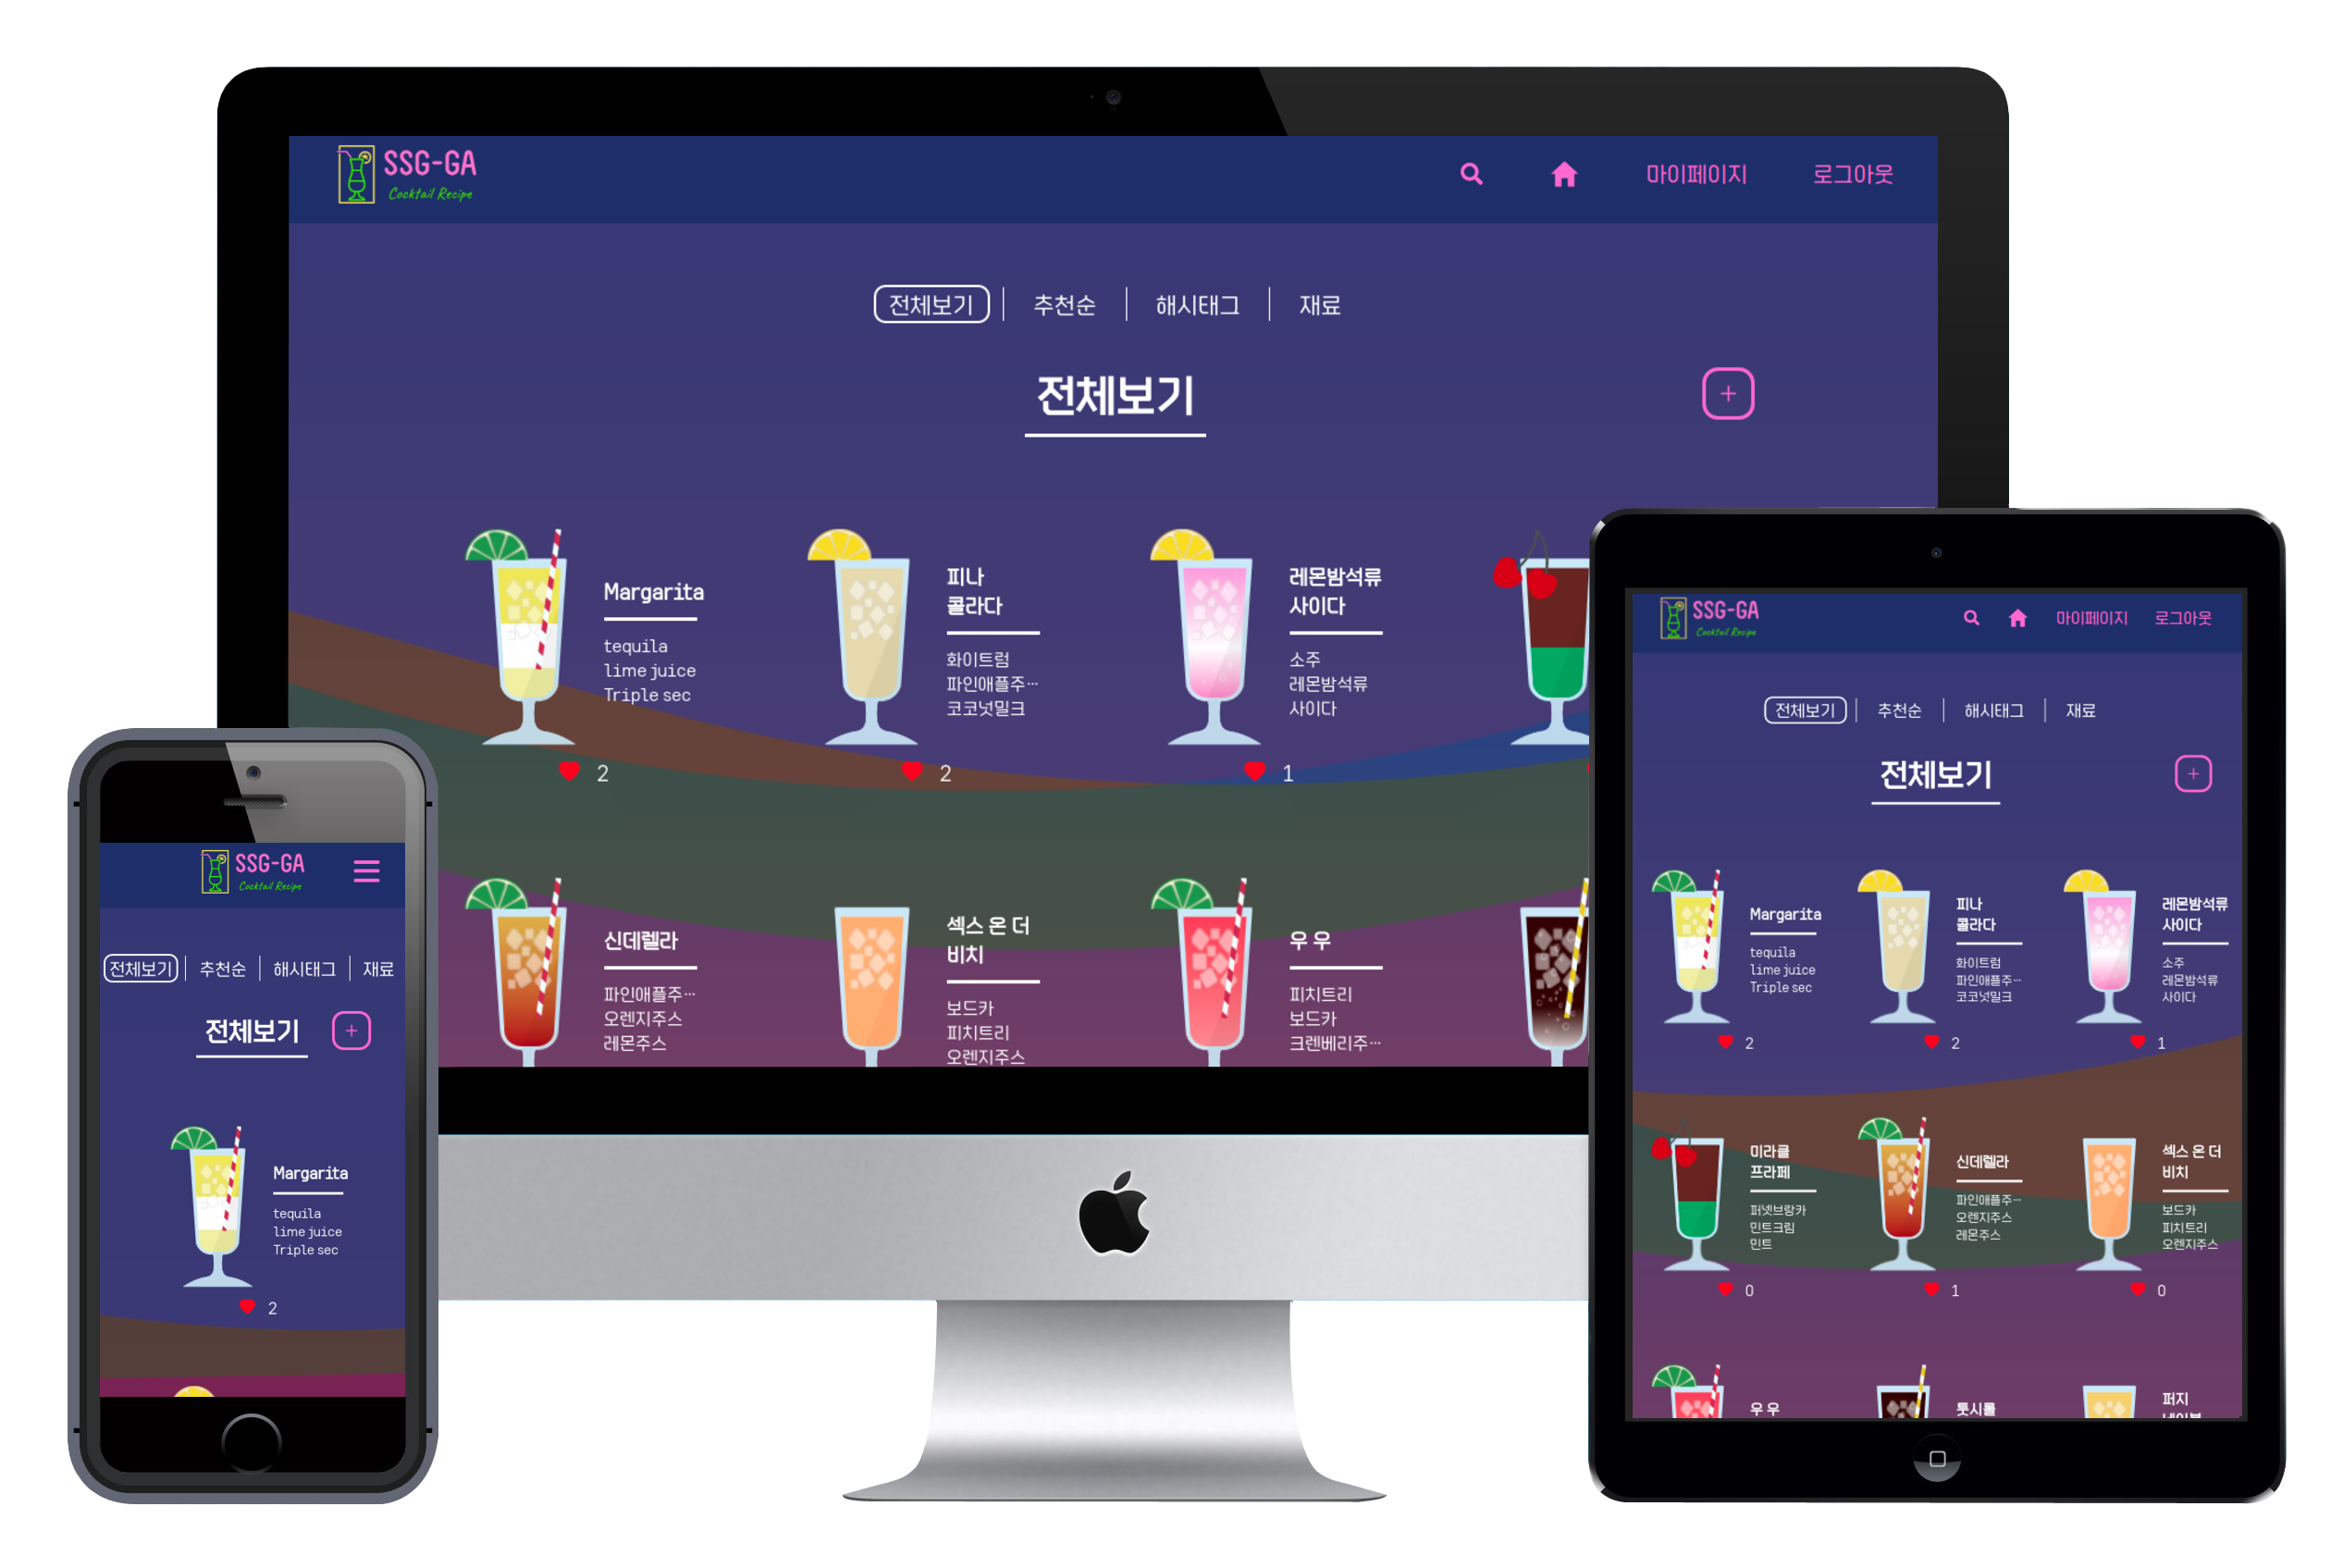 SSG-GA
Cocktail Recipe
마이페이지 로그아웃
전체보기 추천순 해시태그 재료
전체보기
+
Margarita
tequila
lime juice
Triple sec
2
피나
콜라다
화이트럼
파인애플주…
코코넛밀크
2
레몬밤석류
사이다
소주
레몬밤석류
사이다
1
신데렐라
파인애플주…
오렌지주스
레몬주스
섹스 온 더
비치
보드카
피치트리
오렌지주스
우 우
피치트리
보드카
크렌베리주…
SSG-GA
Cocktail Recipe
전체보기 추천순 해시태그 재료
전체보기
+
Margarita
tequila
lime juice
Triple sec
2
SSG-GA
Cocktail Recipe
마이페이지 로그아웃
전체보기 추천순 해시태그 재료
전체보기
+
Margarita
tequila
lime juice
Triple sec
2
피나
콜라다
화이트럼
파인애플주…
코코넛밀크
2
레몬밤석류
사이다
소주
레몬밤석류
사이다
1
미라클
프라페
퍼넷브랑카
민트크림
민트
0
신데렐라
파인애플주…
오렌지주스
레몬주스
1
섹스 온 더
비치
보드카
피치트리
오렌지주스
0
우 우
툿시롤
퍼지